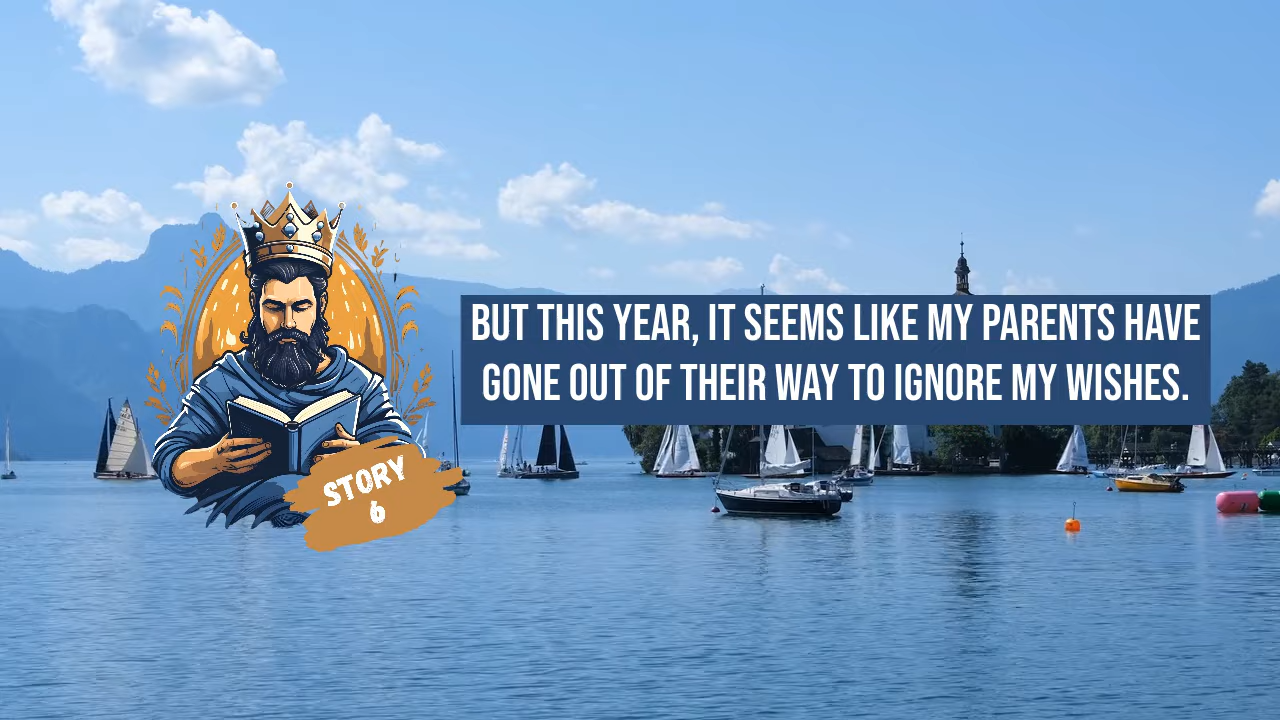 BUT THIS YEAR, IT SEEMS LIKE MY PARENTS HAVE
GONE OUT OF THEIR WAY TO IGNORE MY WISHES.
STORY
6